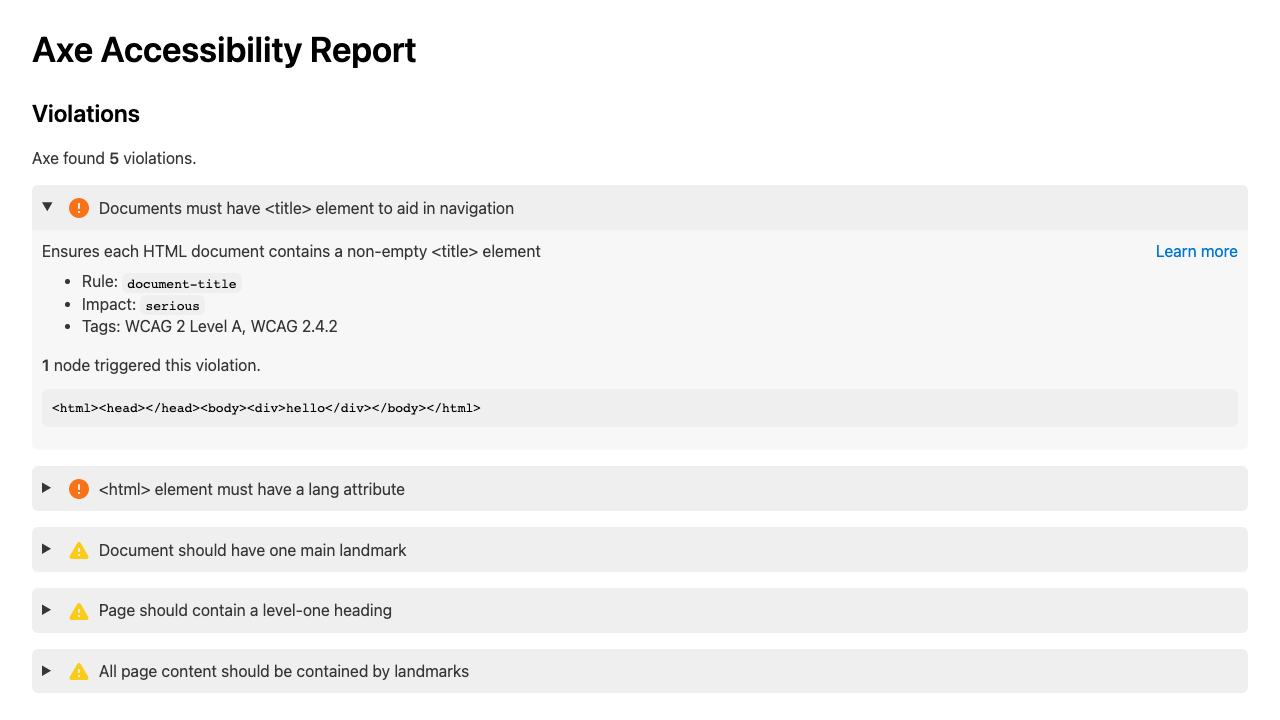 Axe Accessibility Report
Violations
Axe found 5 violations.
Documents must have <title> element to aid in navigation
Ensures each HTML document contains a non-empty <title> element
Learn more
Rule: document-title
Impact: serious
Tags: WCAG 2 Level A, WCAG 2.4.2
1 node triggered this violation.
<html><head></head><body><div>hello</div></body></html>
<html> element must have a lang attribute
Document should have one main landmark
Page should contain a level-one heading
All page content should be contained by landmarks